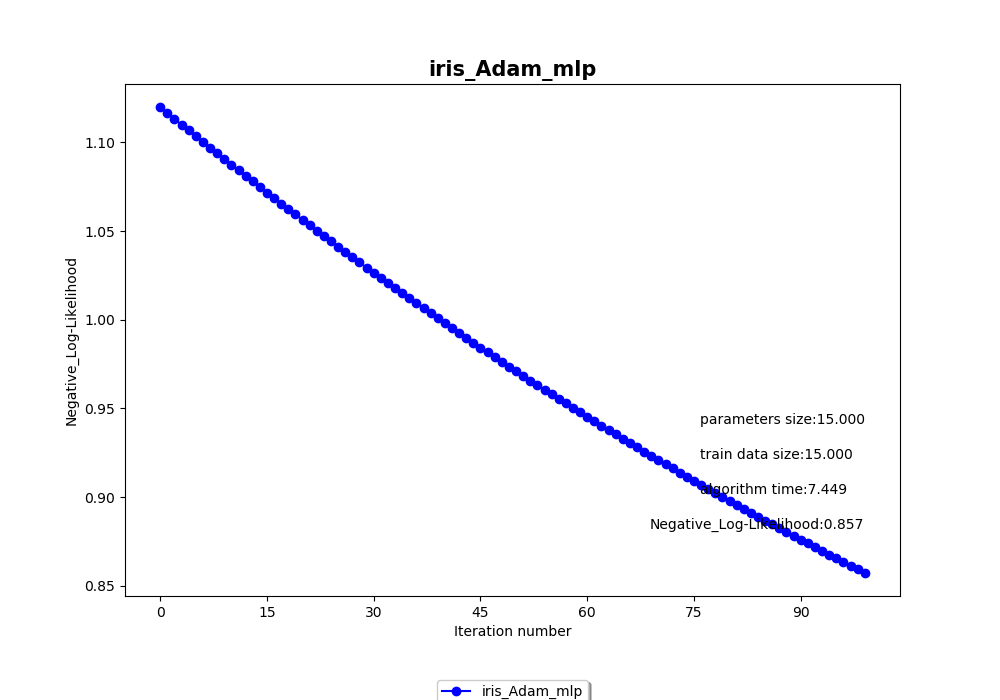 iris_Adam_mlp
1.10
1.05
1.00
0.95
0.90
0.85
Negative_Log-Likelihood
parameters size:15.000
train data size:15.000
algorithm time:7.449
Negative_Log-Likelihood:0.857
0 15 30 45 60 75 90
Iteration number
iris_Adam_mlp